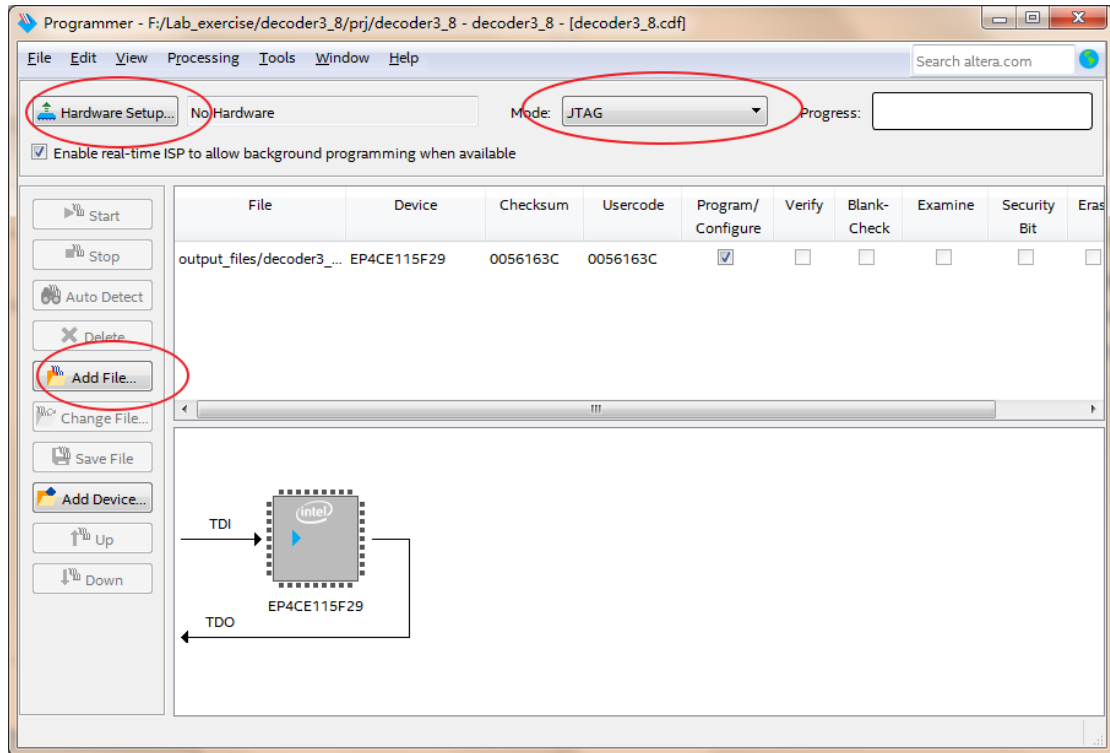 Programmer - F:/Lab_exercise/decoder3_8/prj/decoder3_8 - decoder3_8 - [decoder3_8.cdf]
File Edit View Processing Tools Window Help
Search altera.com
Hardware Setup... No Hardware Mode: JTAG Progress:
Enable real-time ISP to allow background programming when available
Start
Stop
Auto Detect
Delete
Add File...
Change File...
Save File
Add Device...
Up
Down
File Device Checksum Usercode Program/ Verify Blank- Examine Security Eras
Configure Check Bit
output_files/decoder3_... EP4CE115F29 0056163C 0056163C
intel
TDI
EP4CE115F29
TDO